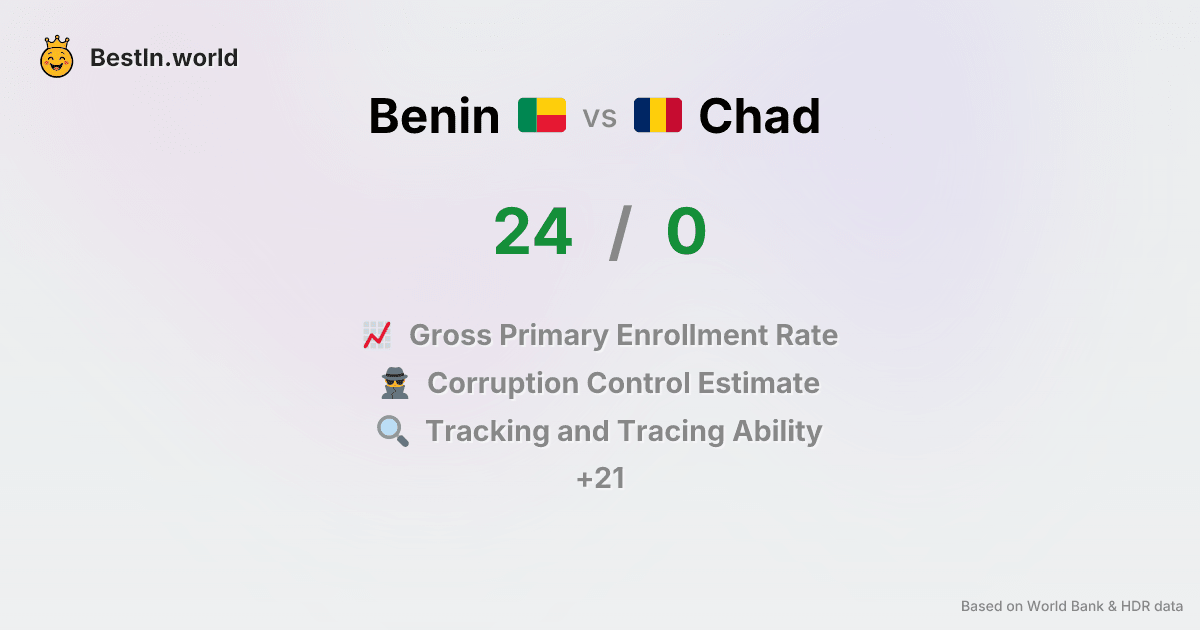 BestIn.world
Benin vs Chad
24 / 0
Gross Primary Enrollment Rate
Corruption Control Estimate
Tracking and Tracing Ability
+21
Based on World Bank & HDR data